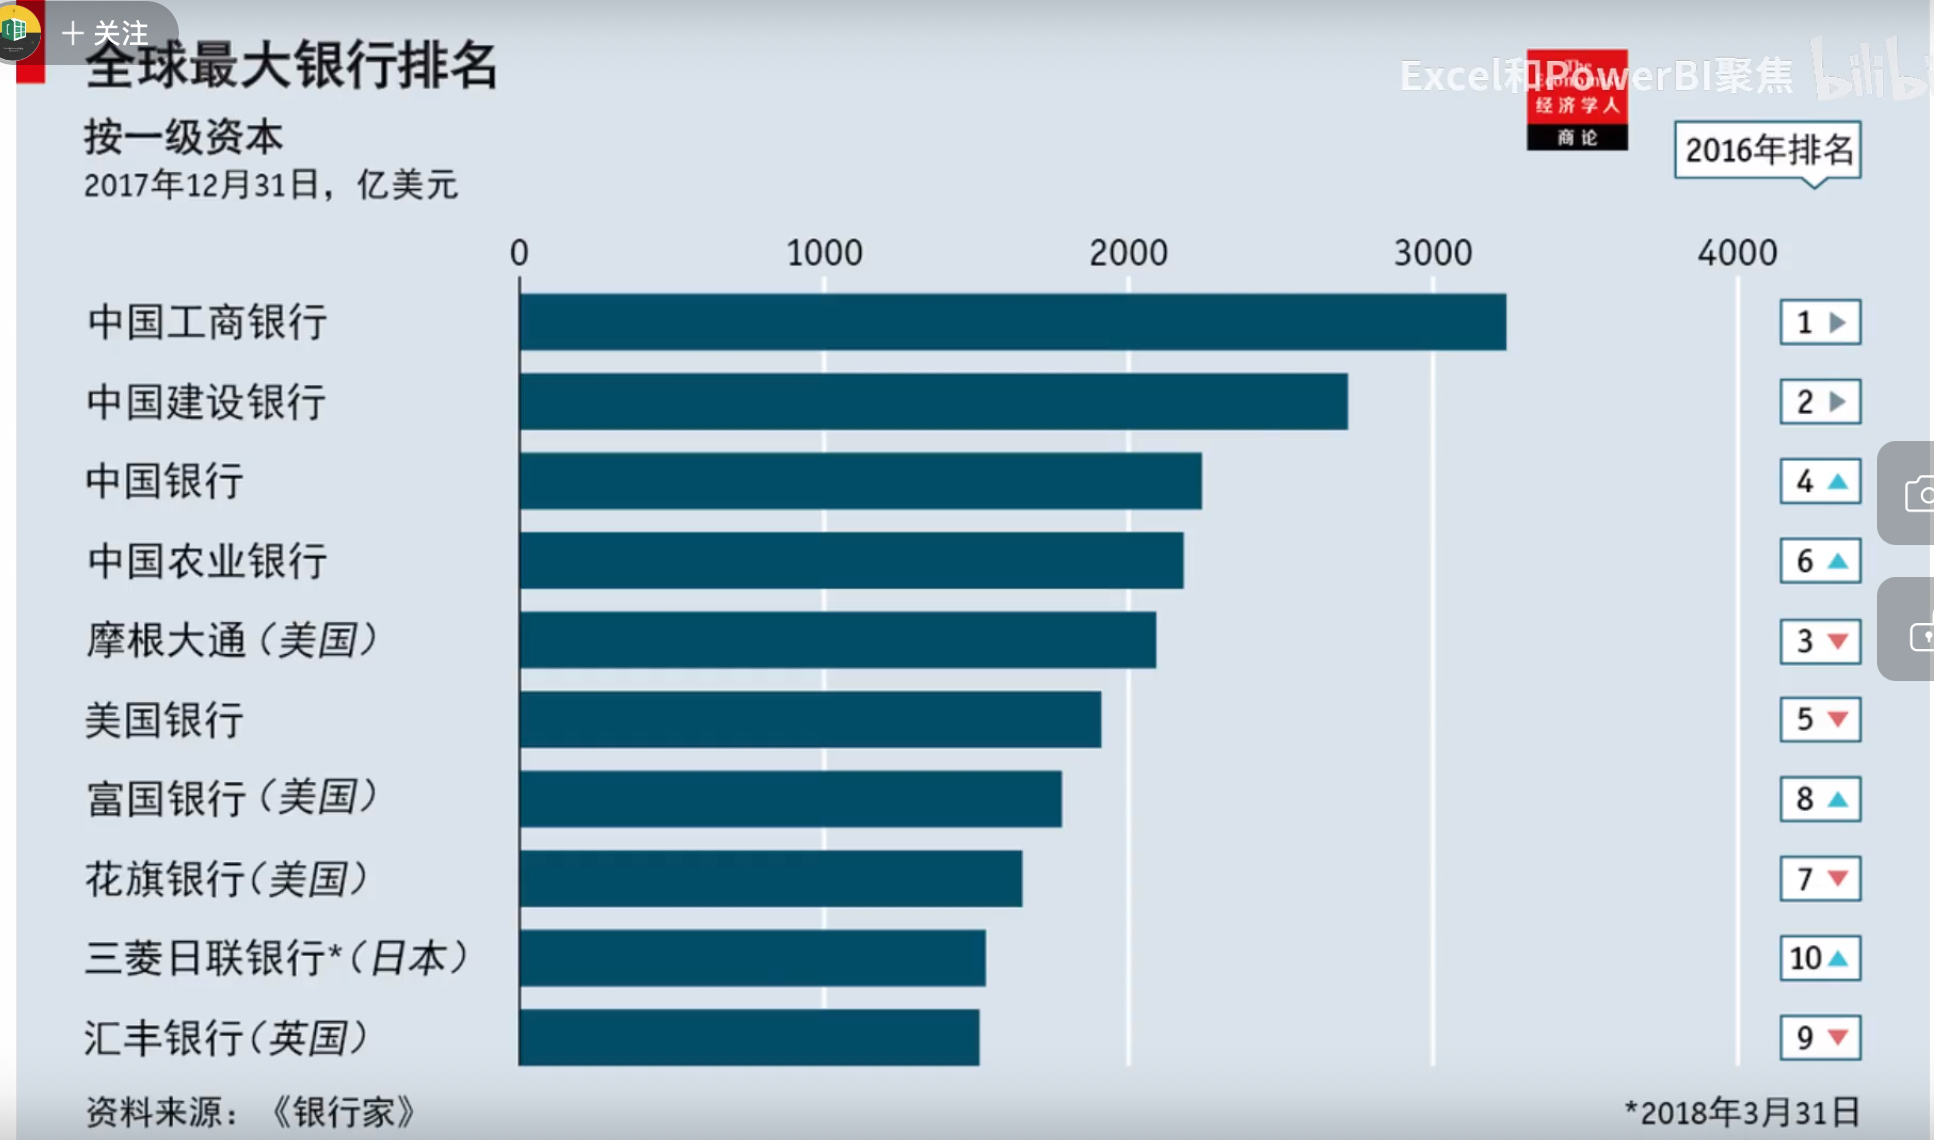 + 关注
全球最大银行排名
Excel和PowerBI聚焦 bilibi
The
Economist
经济学人
商论
按一级资本
2017年12月31日，亿美元
2016年排名
0 1000 2000 3000 4000
中国工商银行 1
中国建设银行 2
中国银行 4
中国农业银行 6
摩根大通（美国） 3
美国银行 5
富国银行（美国） 8
花旗银行（美国） 7
三菱日联银行*（日本） 10
汇丰银行（英国） 9
资料来源：《银行家》 *2018年3月31日